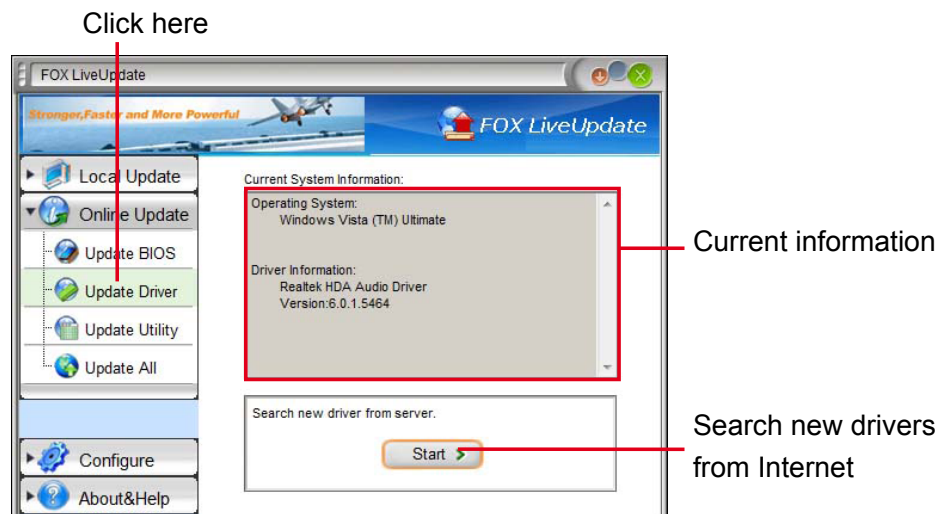 Click here
FOX LiveUpdate
Stronger,Faster and More Powerful
FOX LiveUpdate
Local Update
Online Update
Update BIOS
Update Driver
Update Utility
Update All
Configure
About&Help
Current System Information:
Operating System:
Windows Vista (TM) Ultimate
Driver Information:
Realtek HDA Audio Driver
Version:6.0.1.5464
Current information
Search new driver from server.
Start
Search new drivers
from Internet